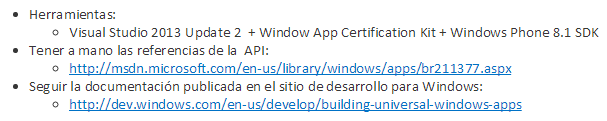 • Herramientas:
o Visual Studio 2013 Update 2 + Window App Certification Kit + Windows Phone 8.1 SDK
• Tener a mano las referencias de la API:
o http://msdn.microsoft.com/en-us/library/windows/apps/br211377.aspx
• Seguir la documentación publicada en el sitio de desarrollo para Windows:
o http://dev.windows.com/en-us/develop/building-universal-windows-apps